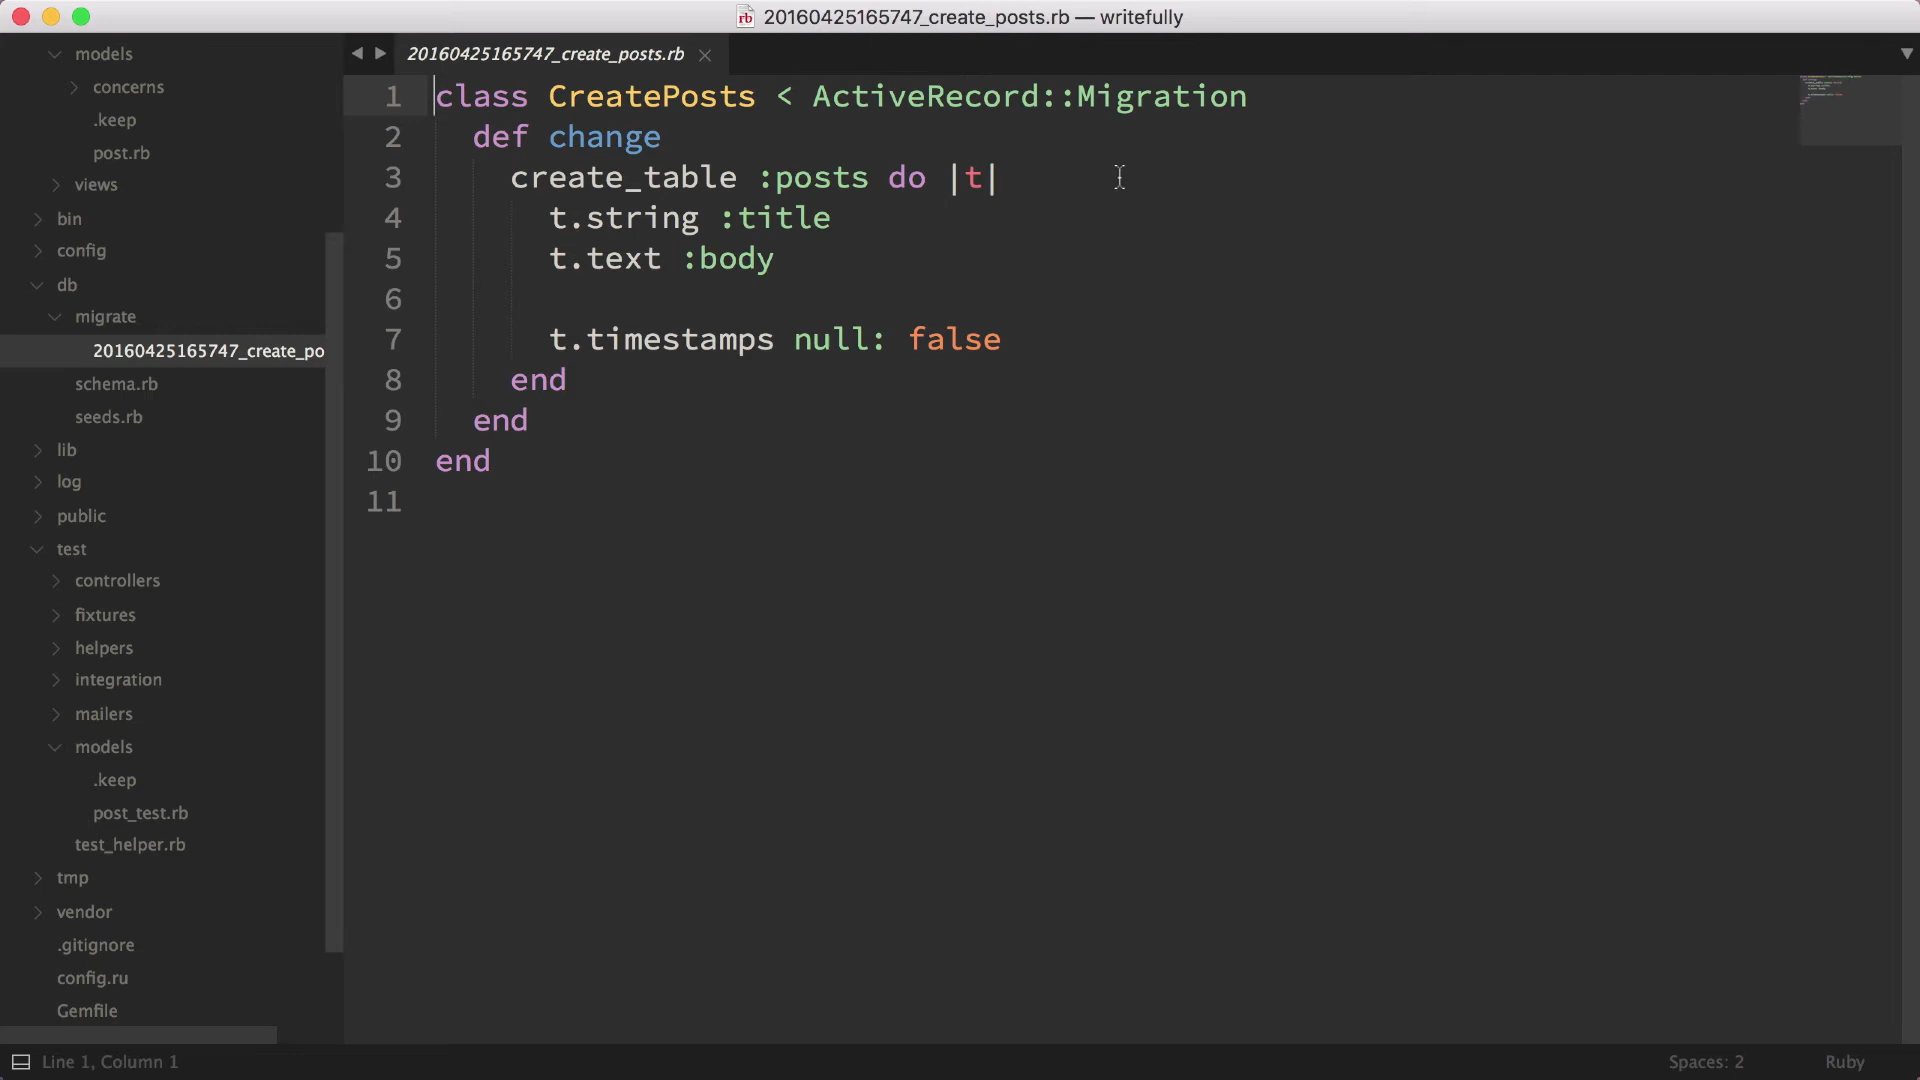 20160425165747_create_posts.rb — writefully
models
concerns
.keep
post.rb
views
bin
config
db
migrate
20160425165747_create_po
schema.rb
seeds.rb
lib
log
public
test
controllers
fixtures
helpers
integration
mailers
models
.keep
post_test.rb
test_helper.rb
tmp
vendor
.gitignore
config.ru
Gemfile
20160425165747_create_posts.rb
1 class CreatePosts < ActiveRecord::Migration
2   def change
3     create_table :posts do |t|
4       t.string :title
5       t.text :body
6
7       t.timestamps null: false
8     end
9   end
10 end
11
Line 1, Column 1
Spaces: 2
Ruby